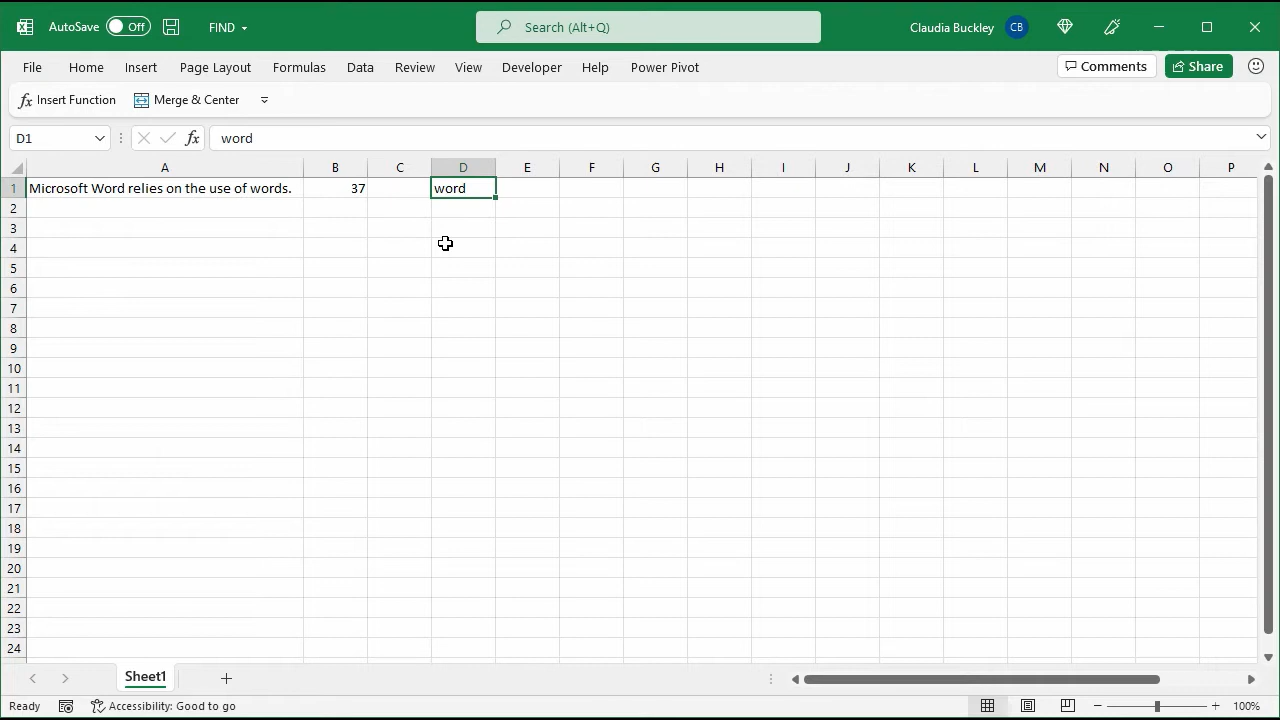 AutoSave Off FIND Search (Alt+Q) Claudia Buckley CB
File Home Insert Page Layout Formulas Data Review View Developer Help Power Pivot Comments Share
fx Insert Function Merge & Center
D1 fx word
A B C D E F G H I J K L M N O P
1 Microsoft Word relies on the use of words. 37 word
2
3
4
5
6
7
8
9
10
11
12
13
14
15
16
17
18
19
20
21
22
23
24
Sheet1
Ready Accessibility: Good to go 100%